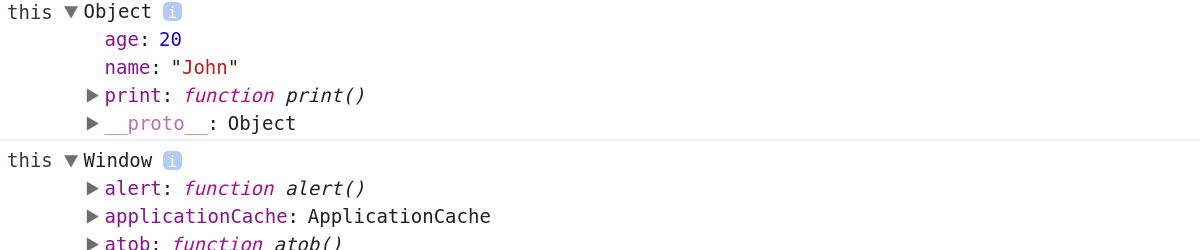 this ▼ Object i
age: 20
name: "John"
▶ print: function print()
▶ __proto__: Object
this ▼ Window i
▶ alert: function alert()
▶ applicationCache: ApplicationCache
▶ atob: function atob()